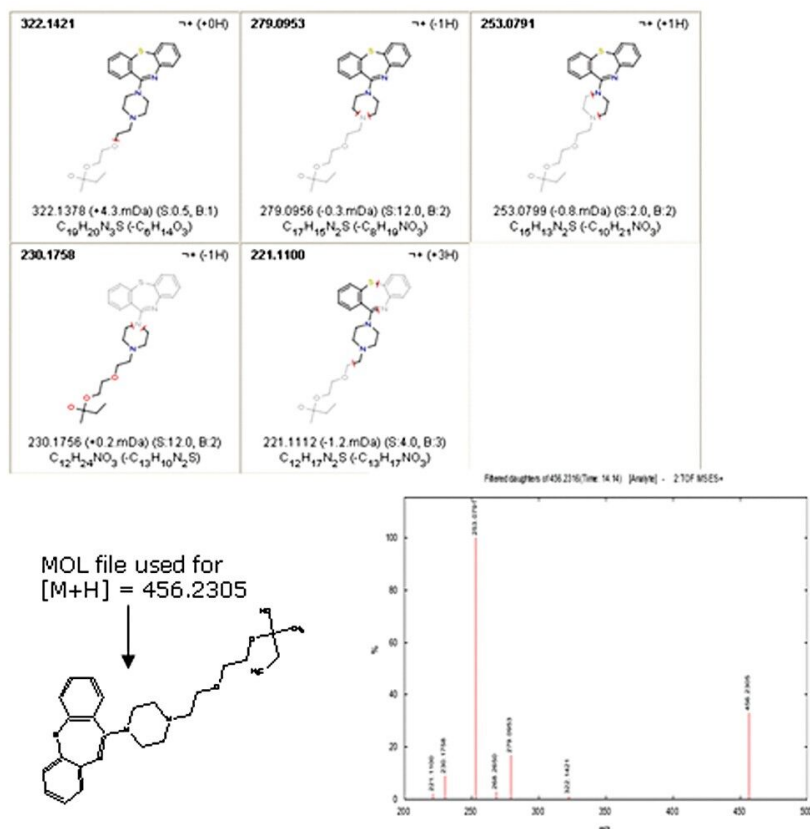 322.1421 ¬+ (+0H)
322.1378 (+4.3.mDa) (S:0.5, B:1)
C19H20N3S (-C6H14O3)
279.0953 ¬+ (-1H)
279.0956 (-0.3.mDa) (S:12.0, B:2)
C17H15N2S (-C8H19NO3)
253.0791 ¬+ (+1H)
253.0799 (-0.8.mDa) (S:2.0, B:2)
C15H13N2S (-C10H21NO3)
230.1758 ¬+ (-1H)
230.1756 (+0.2.mDa) (S:12.0, B:2)
C12H24NO3 (-C13H10N2S)
221.1100 ¬+ (+3H)
221.1112 (-1.2.mDa) (S:4.0, B:3)
C12H17N2S (-C13H17NO3)
MOL file used for
[M+H] = 456.2305
HO
CH3
H3C
Filtered daughters of 456.2316(Time: 14.14) [Analyte] - 2:TOF MSES+
%
100
80
60
40
20
0
221.1100
230.1758
253.0791
268.2650
279.0953
322.1421
456.2305
200 250 300 350 400 450 500